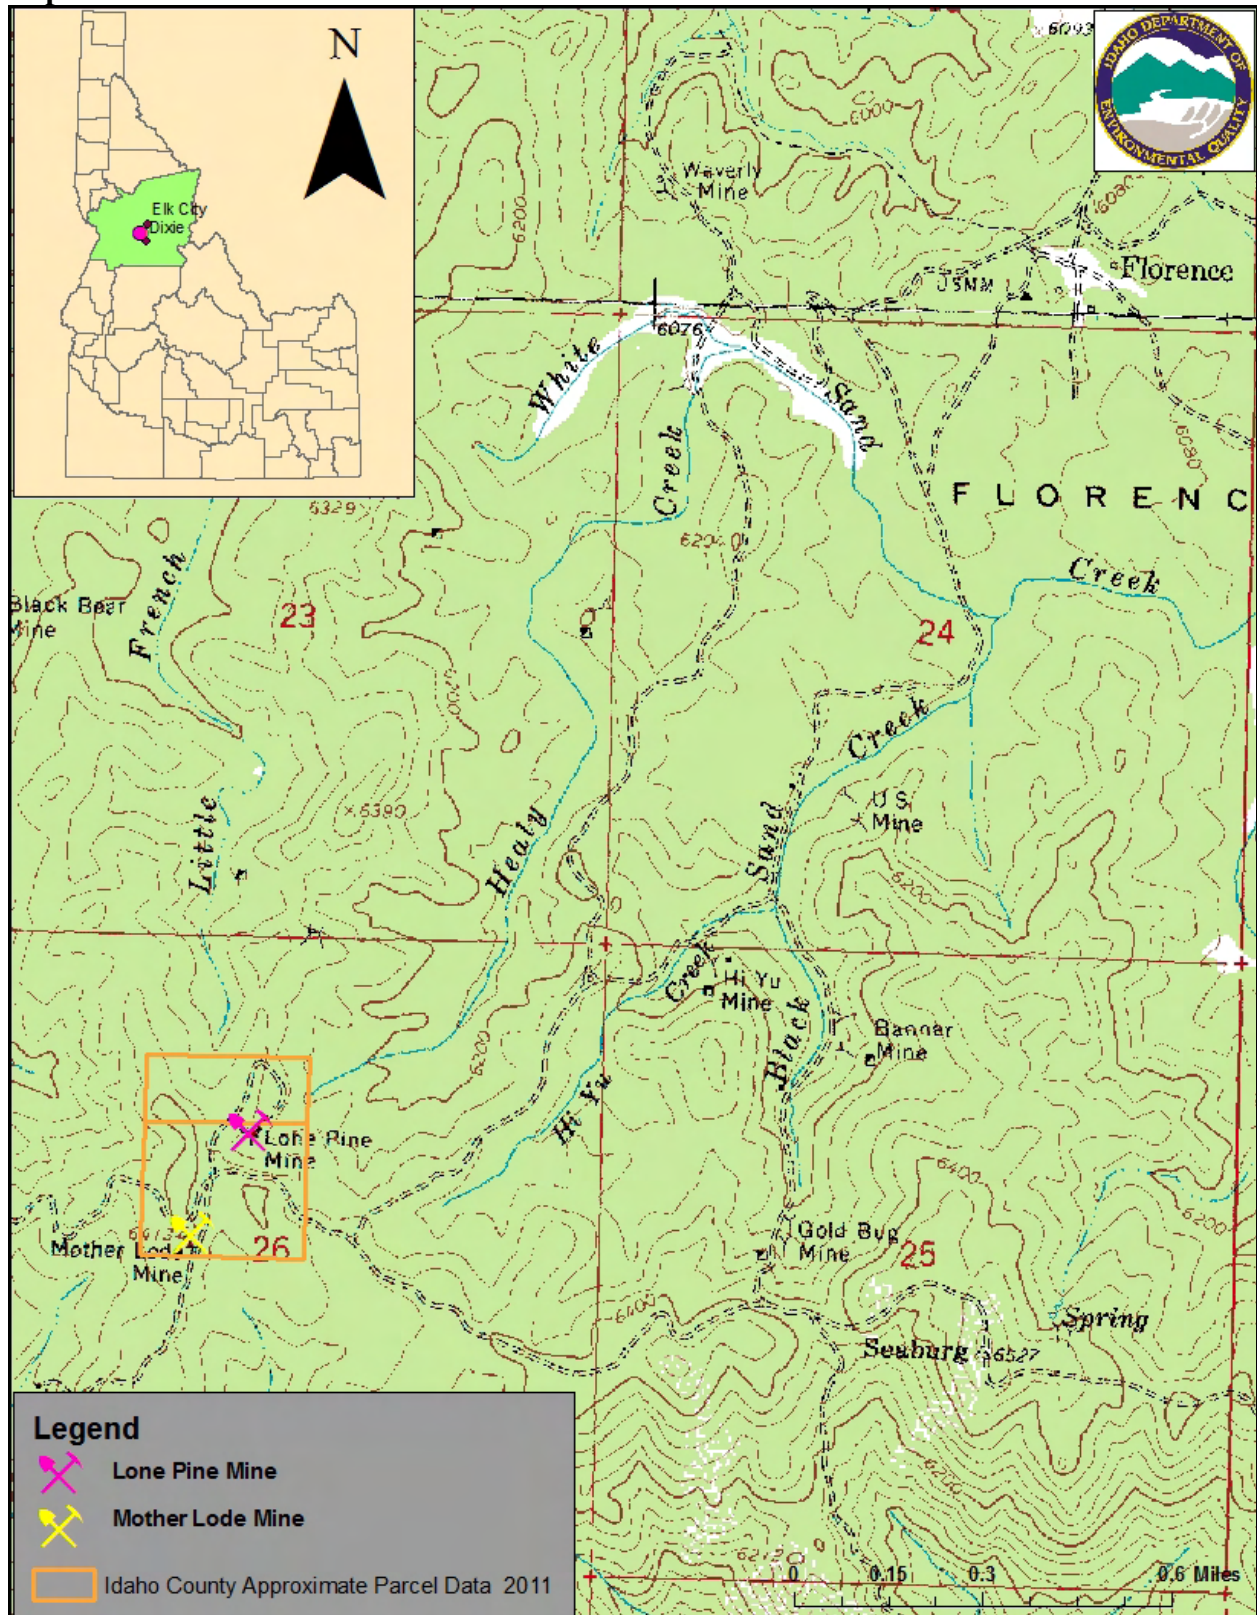 N
Elk City
Dixie
6093
IDAHO DEPARTMENT OF
ENVIRONMENTAL QUALITY
6000
Waverly
Mine
6200
6080
Florence
USMM
6076
White
Sand
Creek
6080
FLORENC
6329
Creek
French
Black Bear
Mine
23
24
Creek
Sand
U S
Mine
6390
Little
Healy
6200
Creek
Hi Yu
Mine
Black
Banner
Mine
6200
Hi Yu
Lone Pine
Mine
6400
6200
Mother Lode
Mine
26
Gold Bug
Mine
25
6400
Spring
Seaburg
6527
6200
Legend
Lone Pine Mine
Mother Lode Mine
Idaho County Approximate Parcel Data 2011
0 0.15 0.3 0.6 Miles